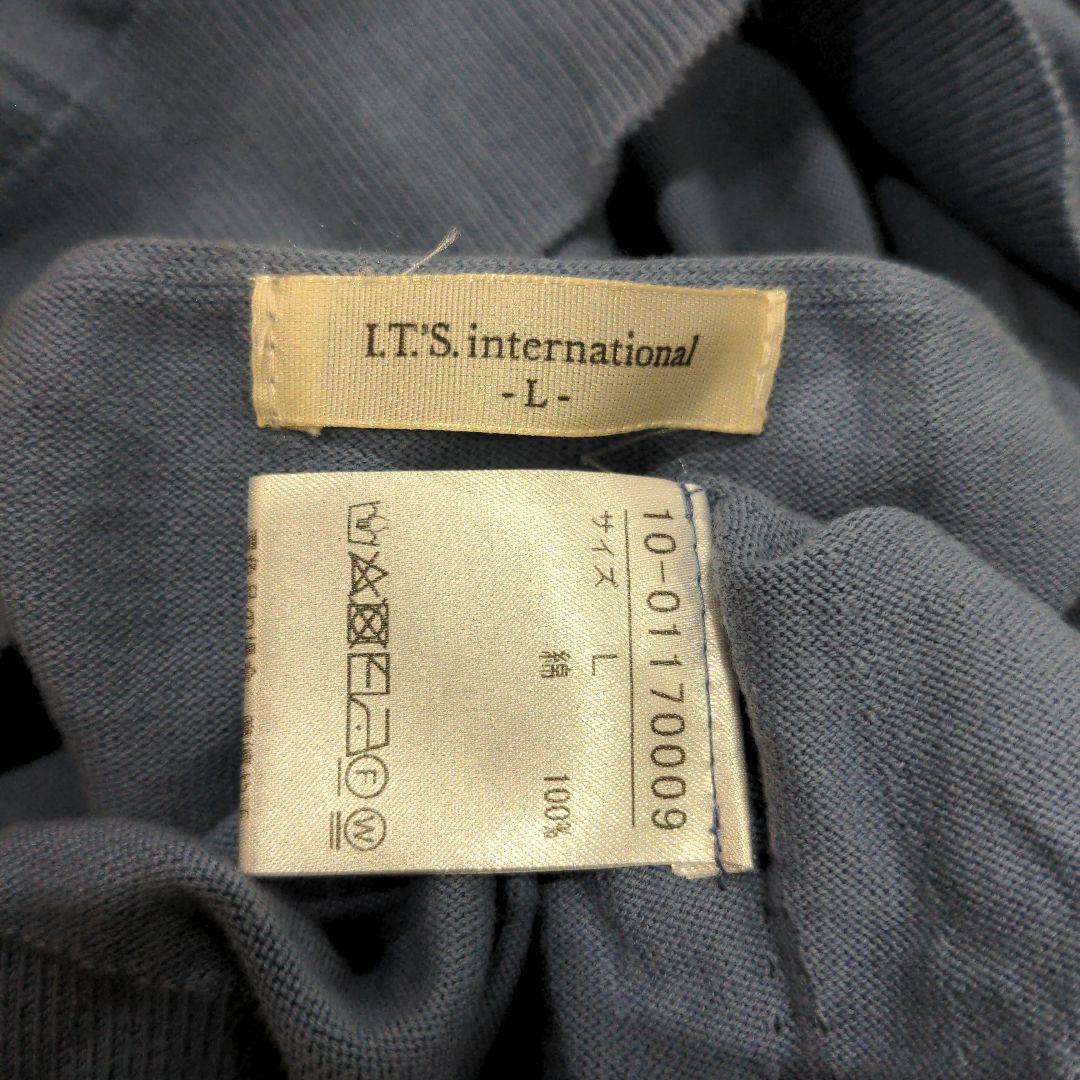 I.T.'S. international
- L -
10-01170009
サイズ L
綿 100%
F
W